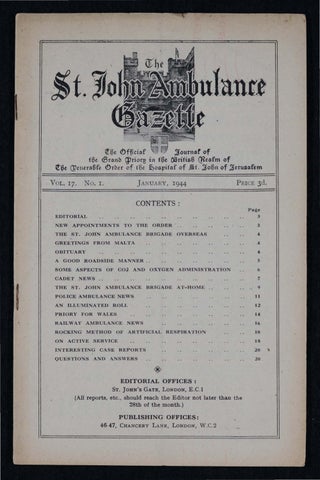 The
St. John Ambulance
Gazette
The Official Journal of
the Grand Priory in the British Realm of
The Venerable Order of the Hospital of St. John of Jerusalem
VOL. 17. NO. 1. JANUARY, 1944 PRICE 3d.
CONTENTS :
Page
EDITORIAL .. 3
NEW APPOINTMENTS TO THE ORDER .. 3
THE ST. JOHN AMBULANCE BRIGADE OVERSEAS .. 4
GREETINGS FROM MALTA .. 4
OBITUARY .. 4
A GOOD ROADSIDE MANNER .. 5
SOME ASPECTS OF CO2 AND OXYGEN ADMINISTRATION .. 6
CADET NEWS .. 7
THE ST. JOHN AMBULANCE BRIGADE AT-HOME .. 9
POLICE AMBULANCE NEWS .. 11
AN ILLUMINATED ROLL .. 12
PRIORY FOR WALES .. 14
RAILWAY AMBULANCE NEWS .. 16
ROCKING METHOD OF ARTIFICIAL RESPIRATION .. 18
ON ACTIVE SERVICE .. 18
INTERESTING CASE REPORTS .. 20
QUESTIONS AND ANSWERS .. 20
EDITORIAL OFFICES :
ST. JOHN'S GATE, LONDON, E.C.1
(All reports, etc., should reach the Editor not later than the
28th of the month.)
PUBLISHING OFFICES :
46-47, CHANCERY LANE, LONDON, W.C.2